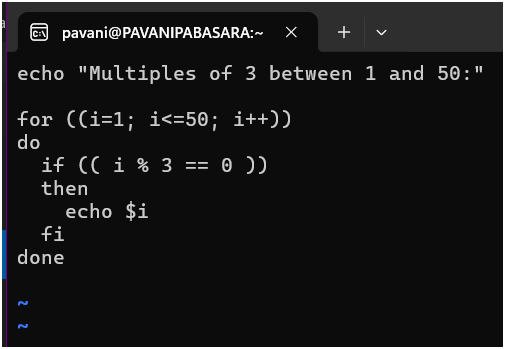 pavani@PAVANIPABASARA:~
echo "Multiples of 3 between 1 and 50:"
for ((i=1; i<=50; i++))
do
  if (( i % 3 == 0 ))
  then
    echo $i
  fi
done
~
~